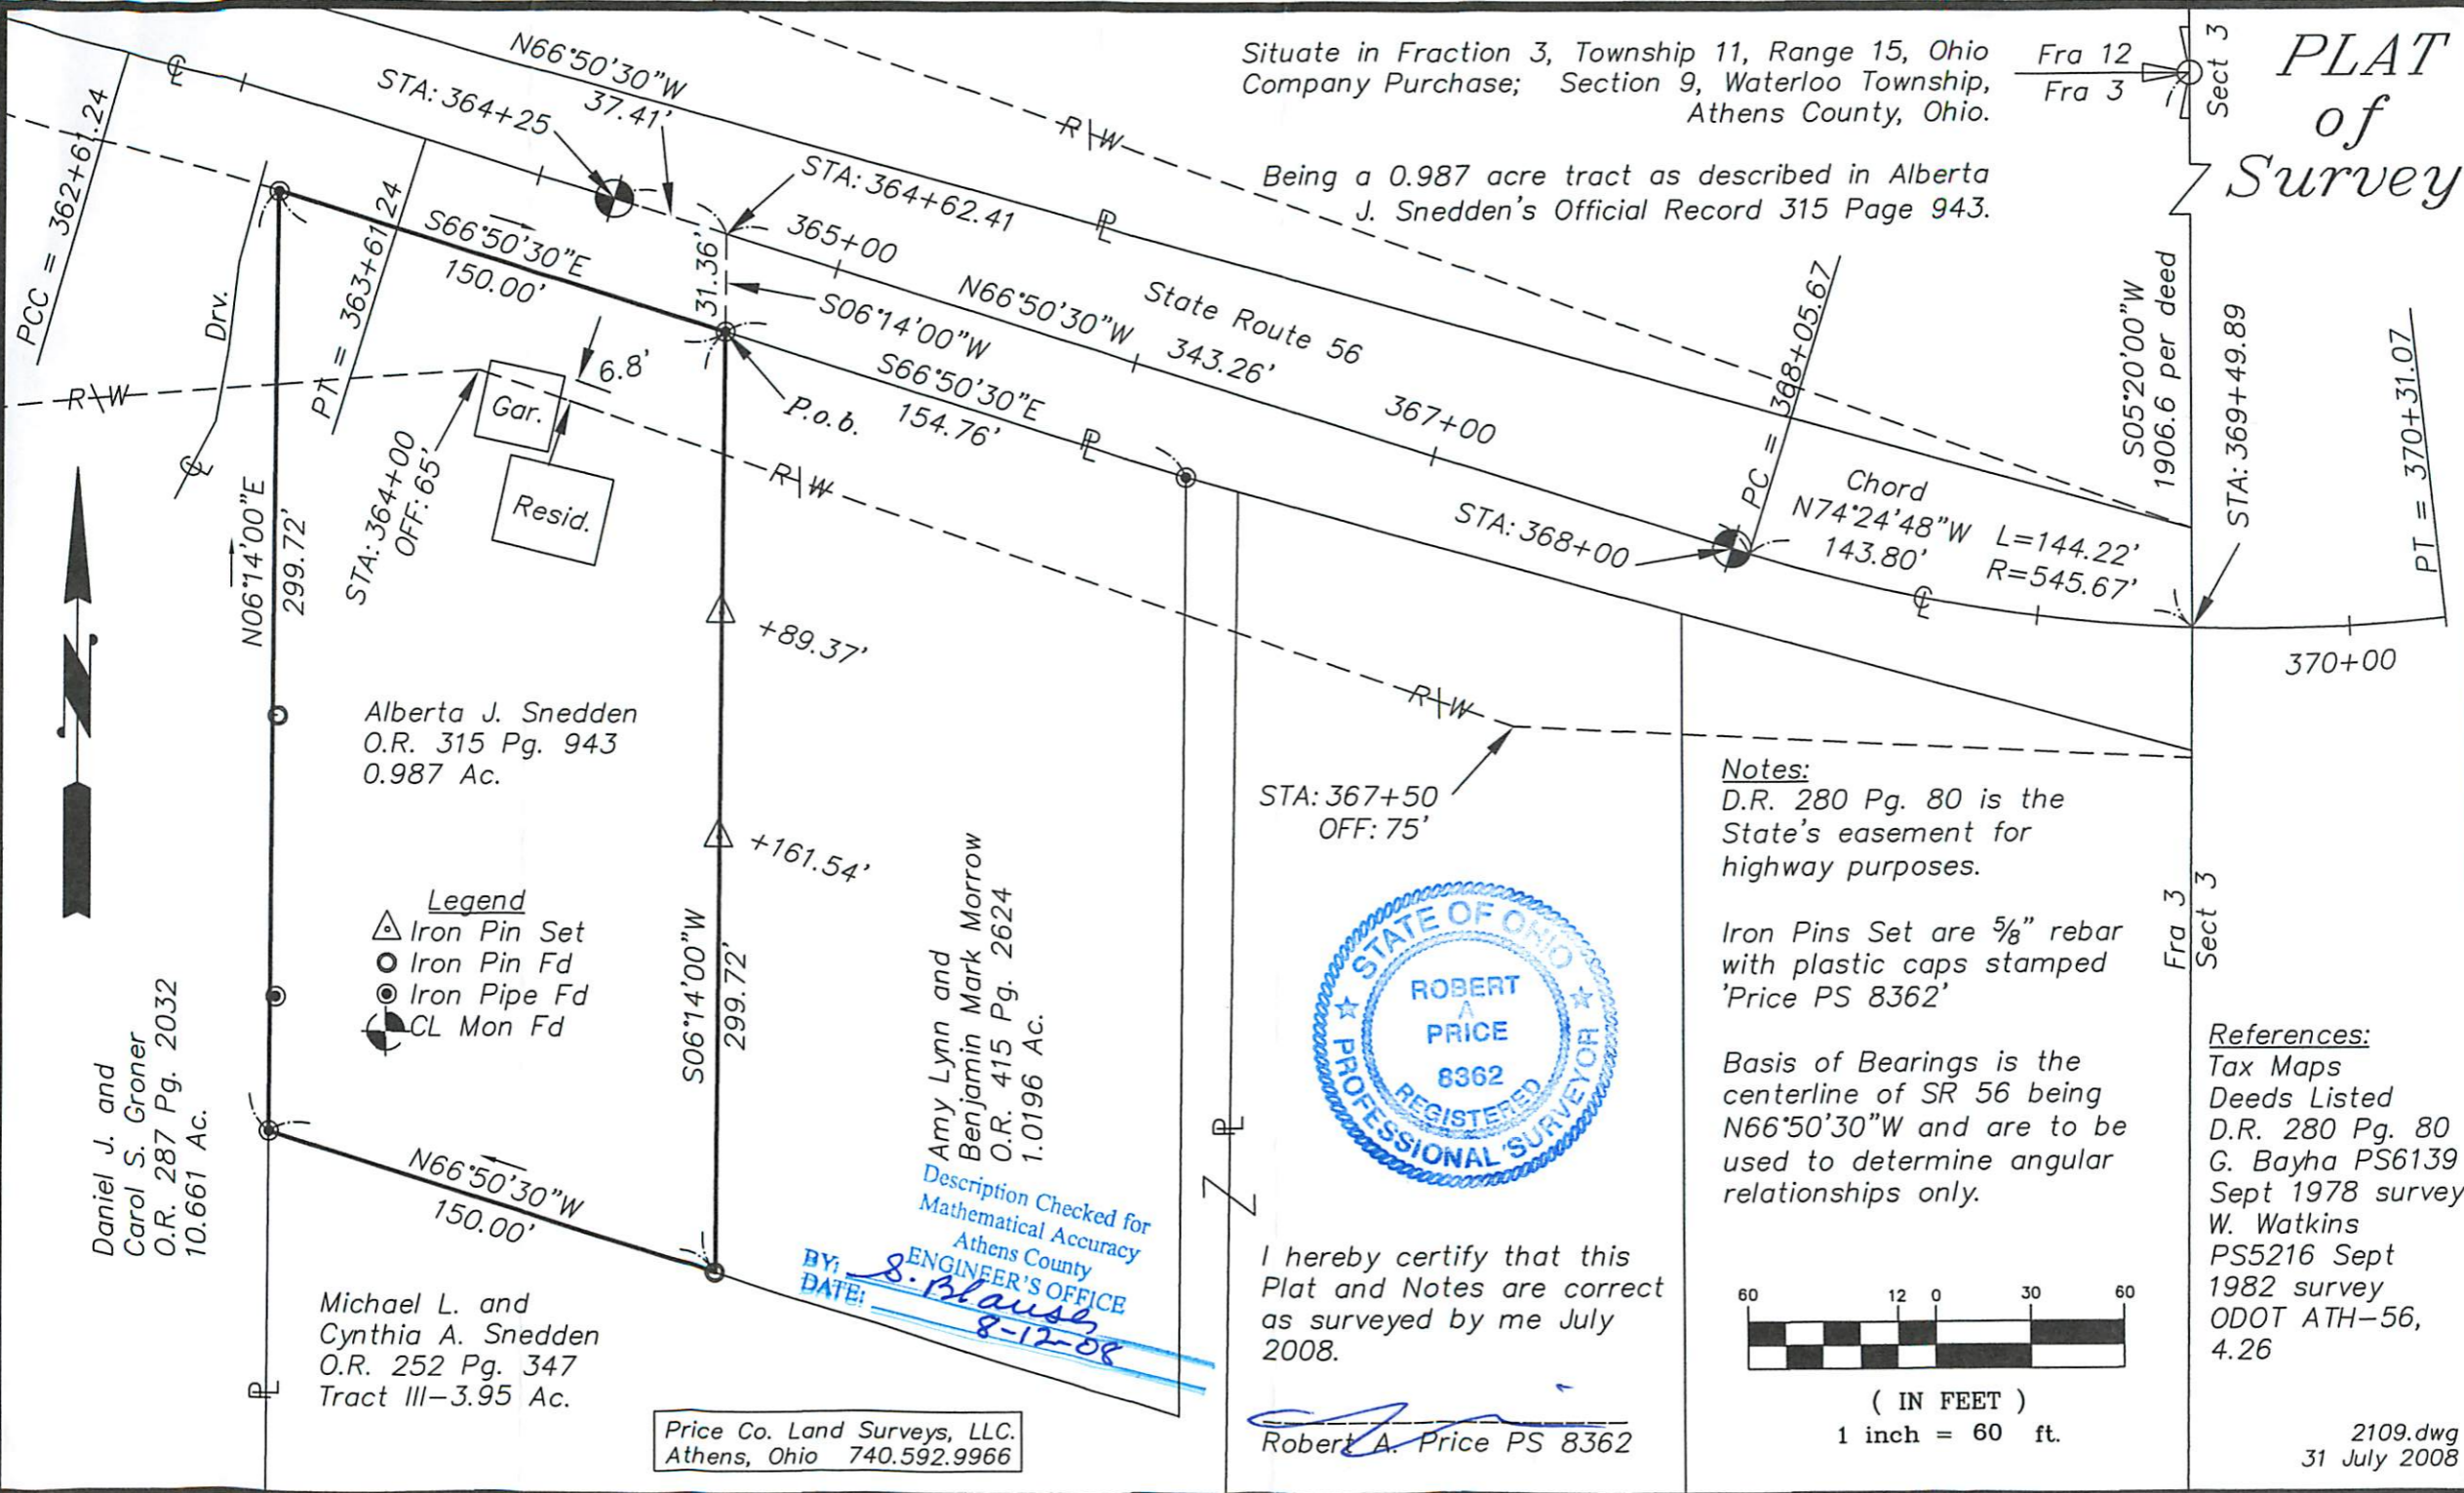 PLAT
of
Survey
Situate in Fraction 3, Township 11, Range 15, Ohio
Company Purchase; Section 9, Waterloo Township,
Athens County, Ohio.
Being a 0.987 acre tract as described in Alberta
J. Snedden's Official Record 315 Page 943.
Fra 12
Fra 3
Sect 3
N66°50'30"W
37.41'
STA: 364+25
STA: 364+62.41
PCC = 362+61.24
PT = 363+61.24
Drv.
S66°50'30"E
150.00'
31.36'
365+00
S06°14'00"W
N66°50'30"W 343.26'
State Route 56
R/W
6.8'
Gar.
Resid.
P.o.b.
S66°50'30"E
154.76'
367+00
PC = 368+05.67
STA: 368+00
Chord
N74°24'48"W
143.80'
L=144.22'
R=545.67'
S05°20'00"W
1906.6 per deed
STA: 369+49.89
PT = 370+31.07
370+00
R/W
R/W
R/W
STA: 364+00
OFF: 65'
N06°14'00"E
299.72'
+89.37'
+161.54'
Alberta J. Snedden
O.R. 315 Pg. 943
0.987 Ac.
Legend
Iron Pin Set
Iron Pin Fd
Iron Pipe Fd
CL Mon Fd
S06°14'00"W
299.72'
Daniel J. and
Carol S. Groner
O.R. 287 Pg. 2032
10.661 Ac.
N66°50'30"W
150.00'
Michael L. and
Cynthia A. Snedden
O.R. 252 Pg. 347
Tract III-3.95 Ac.
Amy Lynn and
Benjamin Mark Morrow
O.R. 415 Pg. 2624
1.0196 Ac.
Description Checked for
Mathematical Accuracy
Athens County
ENGINEER'S OFFICE
BY: S.
DATE: 8-12-08
Price Co. Land Surveys, LLC.
Athens, Ohio 740.592.9966
STA: 367+50
OFF: 75'
STATE OF OHIO
ROBERT
A
PRICE
8362
REGISTERED
PROFESSIONAL SURVEYOR
I hereby certify that this
Plat and Notes are correct
as surveyed by me July
2008.
Robert A. Price PS 8362
Notes:
D.R. 280 Pg. 80 is the
State's easement for
highway purposes.
Iron Pins Set are 5/8" rebar
with plastic caps stamped
'Price PS 8362'
Basis of Bearings is the
centerline of SR 56 being
N66°50'30"W and are to be
used to determine angular
relationships only.
60 12 0 30 60
( IN FEET )
1 inch = 60 ft.
Fra 3
Sect 3
References:
Tax Maps
Deeds Listed
D.R. 280 Pg. 80
G. Bayha PS6139
Sept 1978 survey
W. Watkins
PS5216 Sept
1982 survey
ODOT ATH-56,
4.26
2109.dwg
31 July 2008